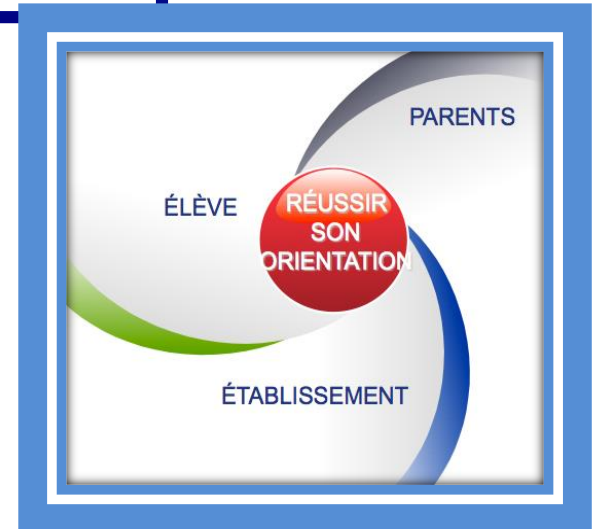 PARENTS
ÉLÈVE
RÉUSSIR
SON
ORIENTATION
ÉTABLISSEMENT